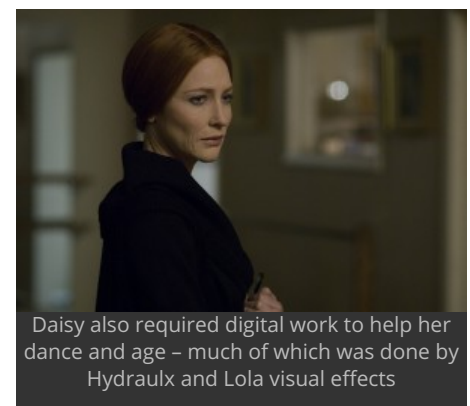 Daisy also required digital work to help her
dance and age – much of which was done by
Hydraulx and Lola visual effects